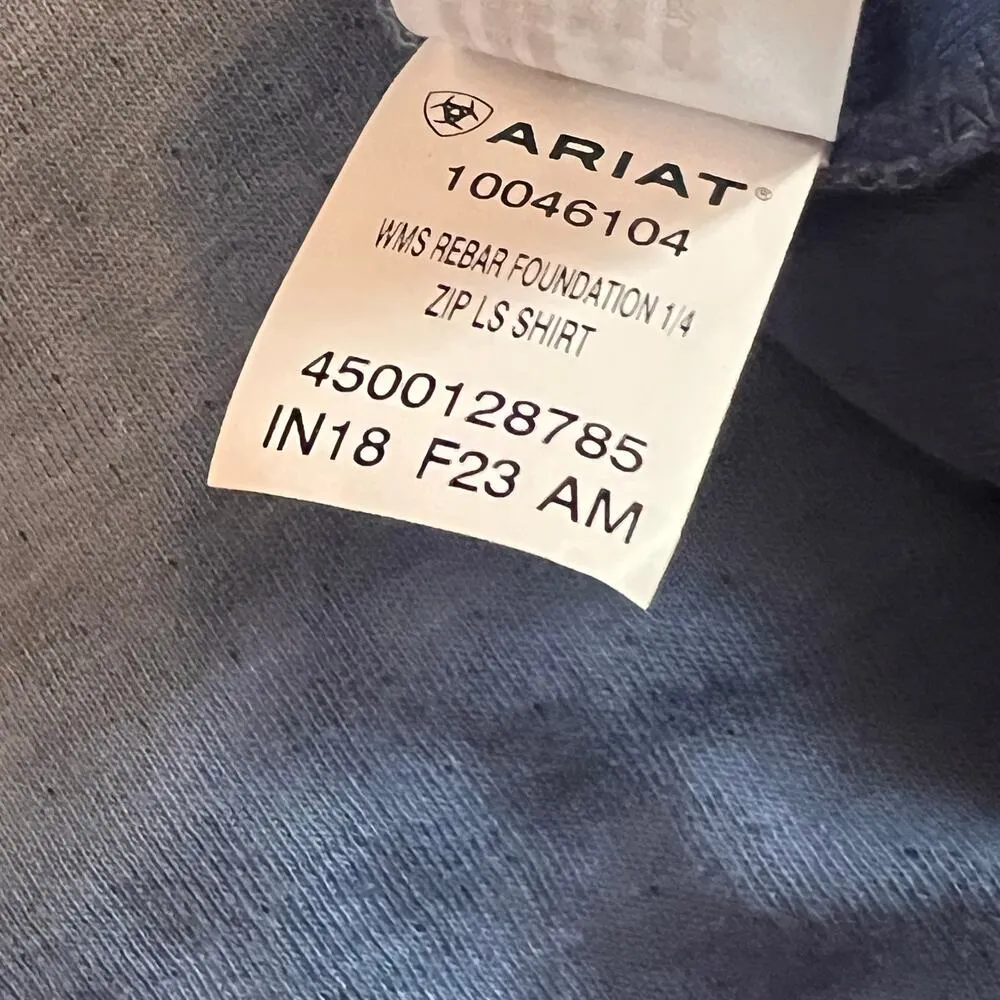 ARIAT®
10046104
WMS REBAR FOUNDATION 1/4
ZIP LS SHIRT
4500128785
IN18 F23 AM